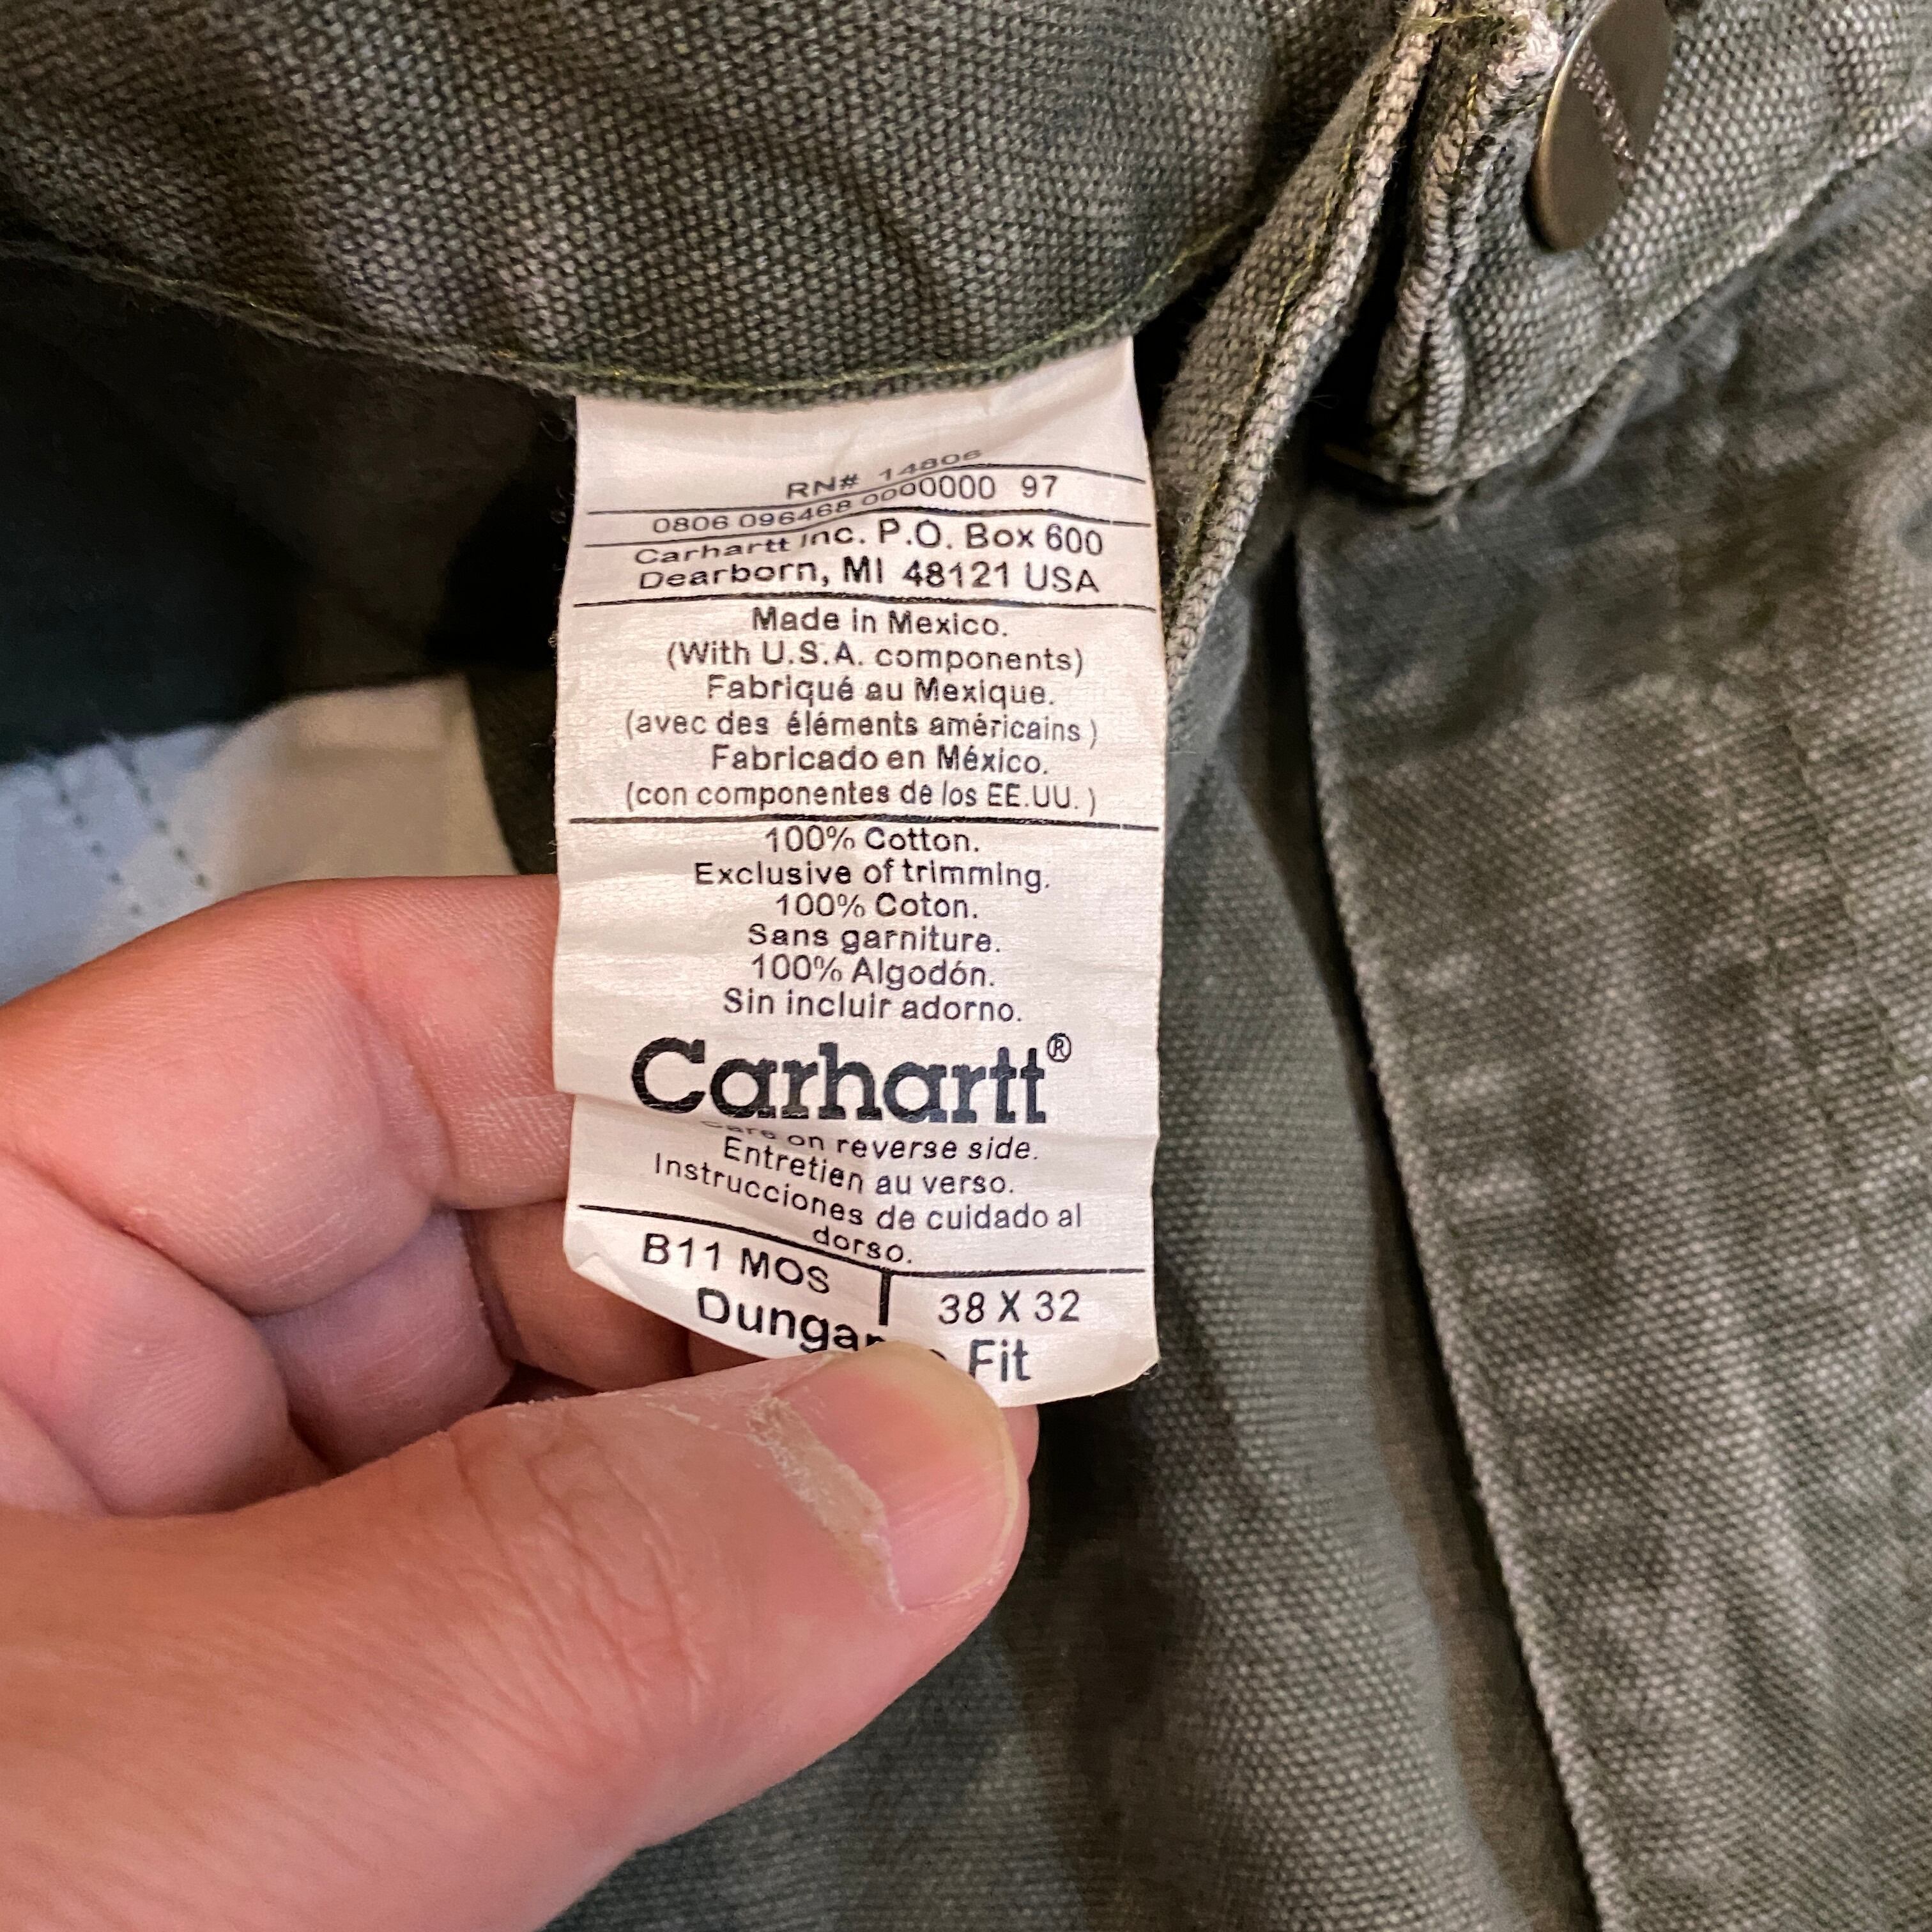 RN# 14806
0806 096468 0000000 97
Carhartt Inc. P.O. Box 600
Dearborn, MI 48121 USA
Made in Mexico.
(With U.S.A. components)
Fabriqué au Mexique.
(avec des éléments américains )
Fabricado en México.
(con componentes de los EE.UU. )
100% Cotton.
Exclusive of trimming.
100% Coton.
Sans garniture.
100% Algodón.
Sin incluir adorno.
Carhartt®
Care on reverse side.
Entretien au verso.
Instrucciones de cuidado al
dorso.
B11 MOS 38 X 32
Fit